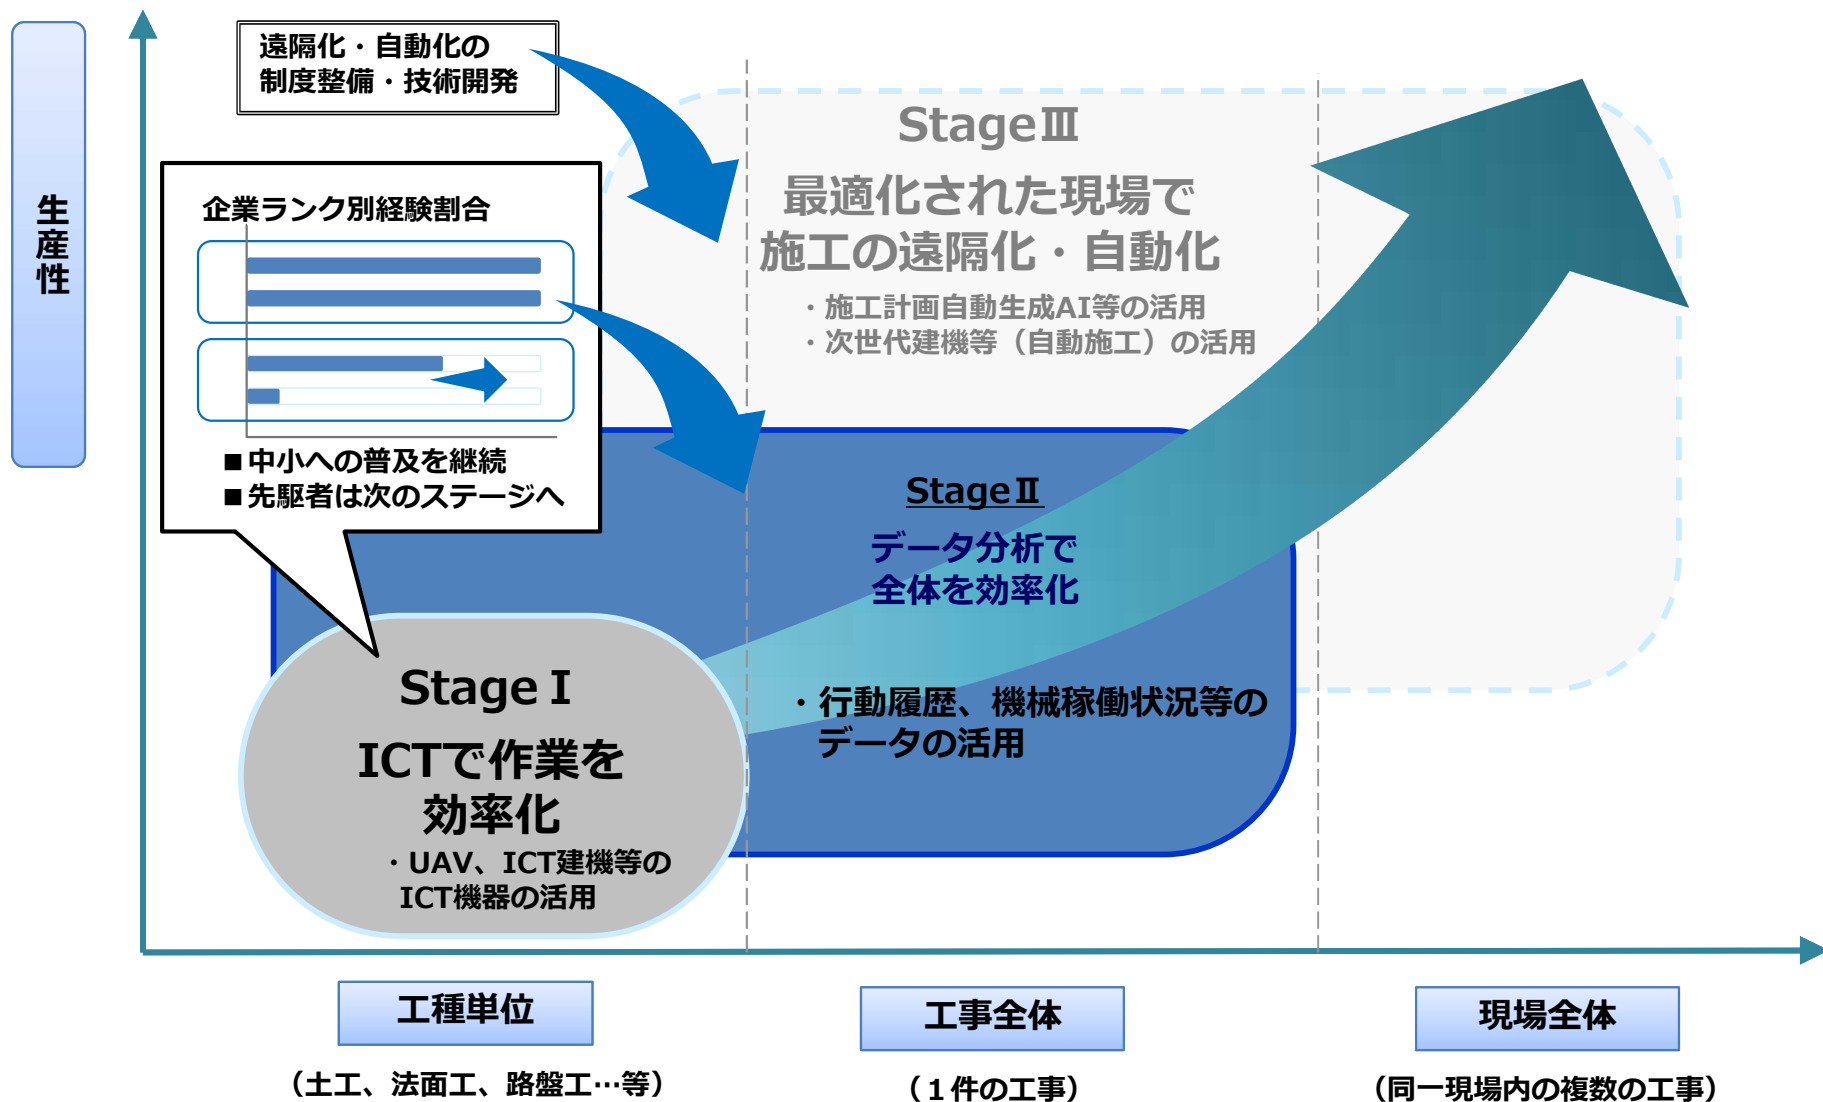 生産性
遠隔化・自動化の
制度整備・技術開発
企業ランク別経験割合
■中小への普及を継続
■先駆者は次のステージへ
StageⅢ
最適化された現場で
施工の遠隔化・自動化
・施工計画自動生成AI等の活用
・次世代建機等（自動施工）の活用
StageⅡ
データ分析で
全体を効率化
・行動履歴、機械稼働状況等の
データの活用
StageⅠ
ICTで作業を
効率化
・UAV、ICT建機等の
ICT機器の活用
工種単位
（土工、法面工、路盤工…等）
工事全体
（１件の工事）
現場全体
（同一現場内の複数の工事）